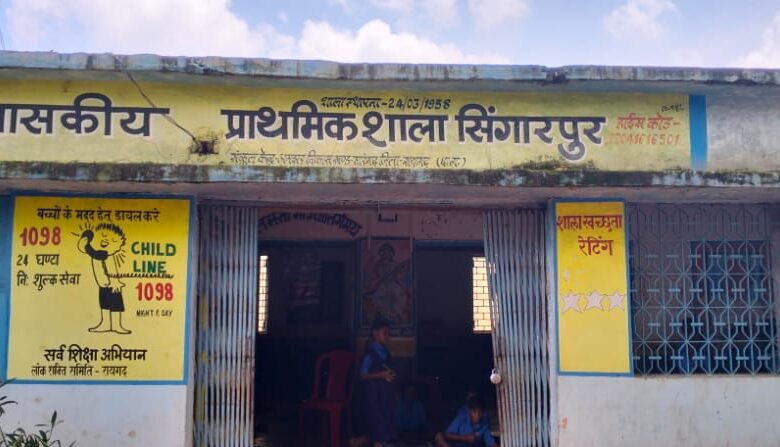 शाला स्थापना-24/03/1958
ासकीय प्राथमिक शाला सिंगारपुर
डाईस कोड-
संकुल केन्द्र
बच्चों के मदद हेतु डायल करे
1098
24 घण्टा
नि: शुल्क सेवा
CHILD
LINE
1098
NIGHT & DAY
सर्व शिक्षा अभियान
लोक शक्ति समिति - रायगढ़
शाला स्वच्छता
रेटिंग